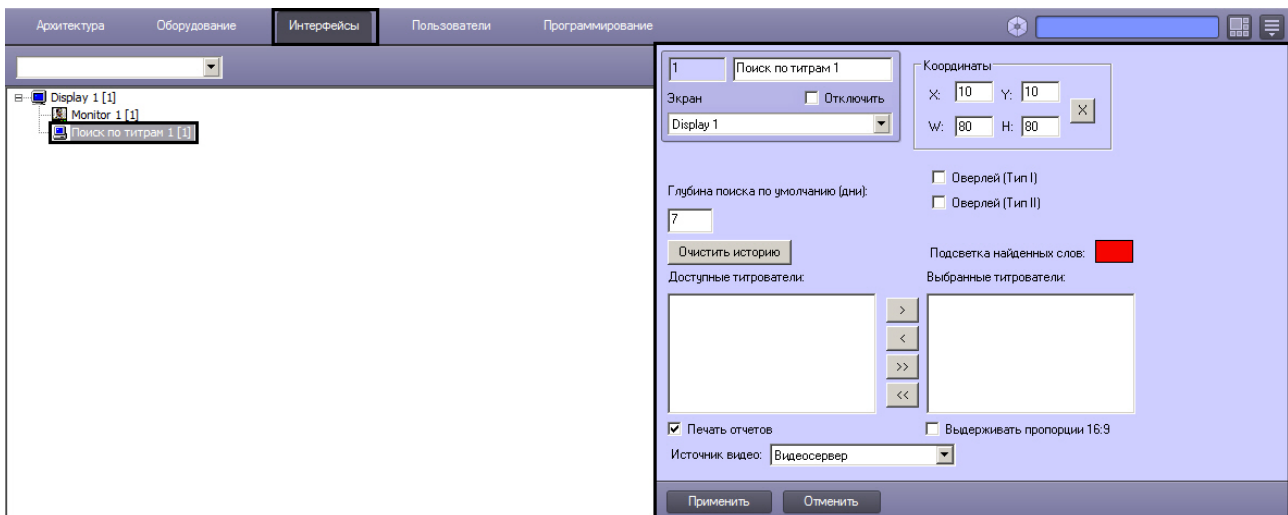 Архитектура Оборудование Интерфейсы Пользователи Программирование
Display 1 [1]
Monitor 1 [1]
Поиск по титрам 1 [1]
1 Поиск по титрам 1
Экран Отключить
Display 1
Координаты
X: 10 Y: 10
W: 80 H: 80
X
Глубина поиска по умолчанию (дни):
7
Оверлей (Тип I)
Оверлей (Тип II)
Очистить историю
Подсветка найденных слов:
Доступные титрователи:
Выбранные титрователи:
>
<
>>
<<
Печать отчетов
Выдерживать пропорции 16:9
Источник видео: Видеосервер
Применить Отменить